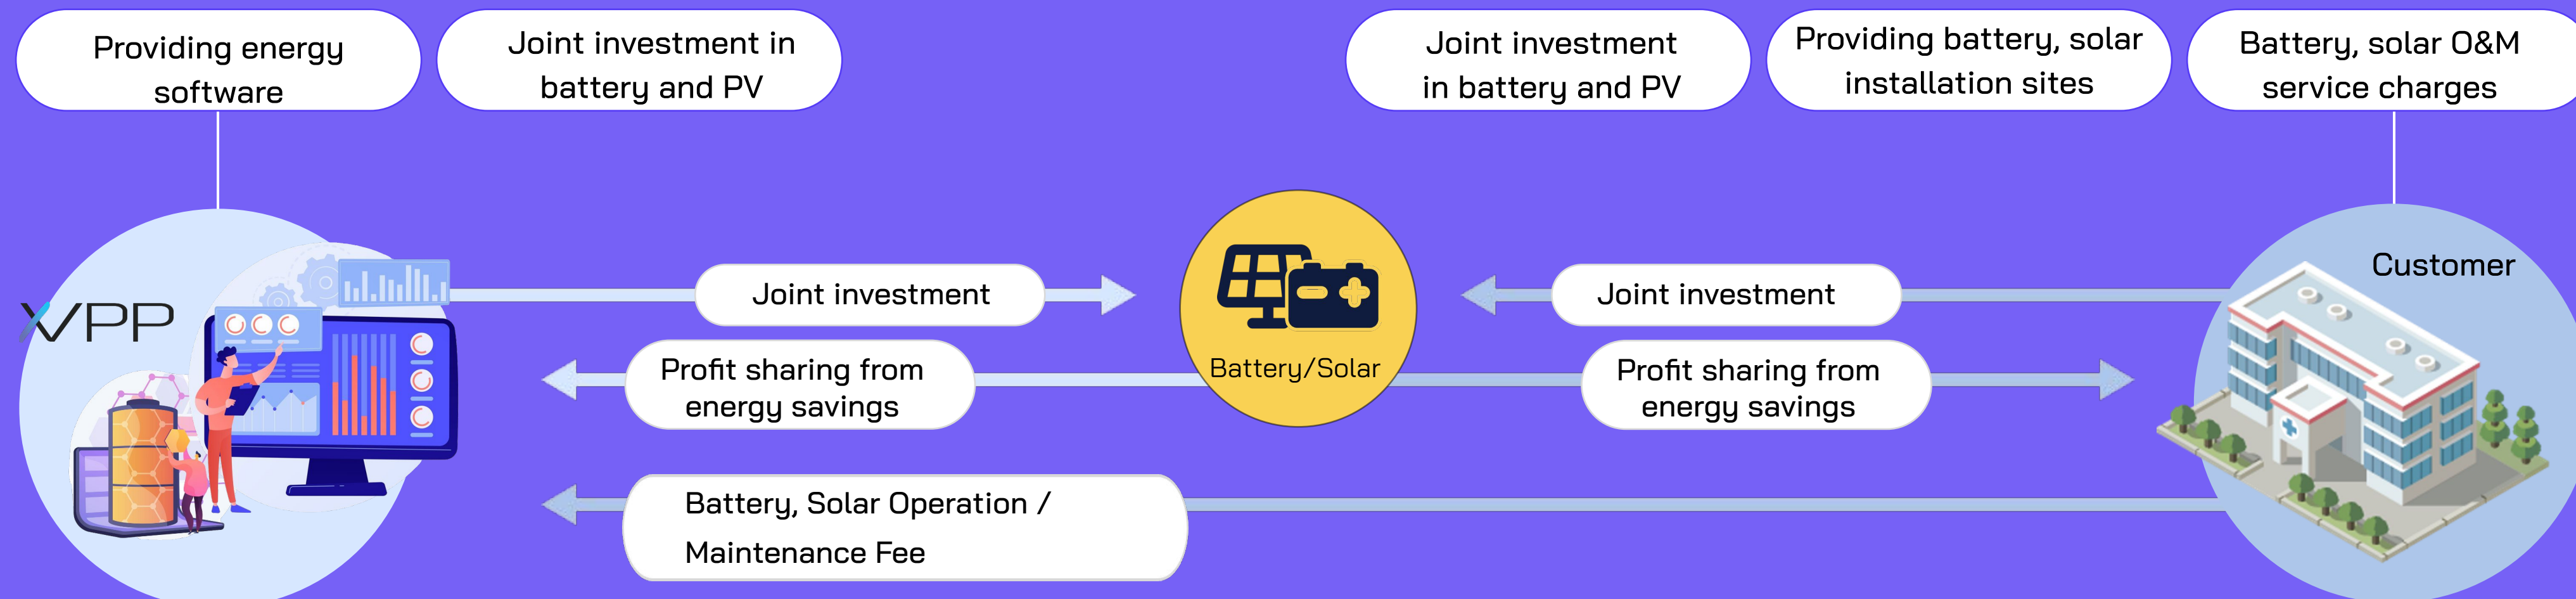 Providing energy
software
Joint investment in
battery and PV
Joint investment
in battery and PV
Providing battery, solar
installation sites
Battery, solar O&M
service charges
VPP
Joint investment
Profit sharing from
energy savings
Battery, Solar Operation /
Maintenance Fee
Battery/Solar
Joint investment
Profit sharing from
energy savings
Customer